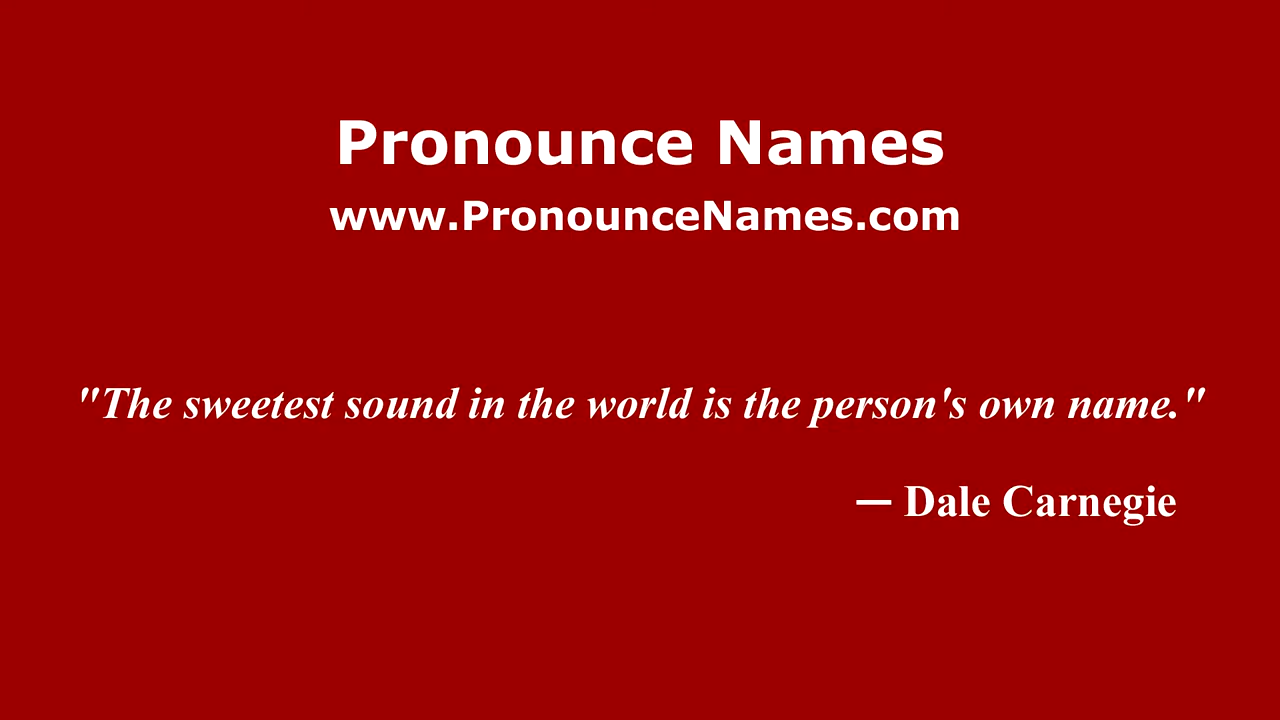 Pronounce Names
www.PronounceNames.com
"The sweetest sound in the world is the person's own name."
— Dale Carnegie